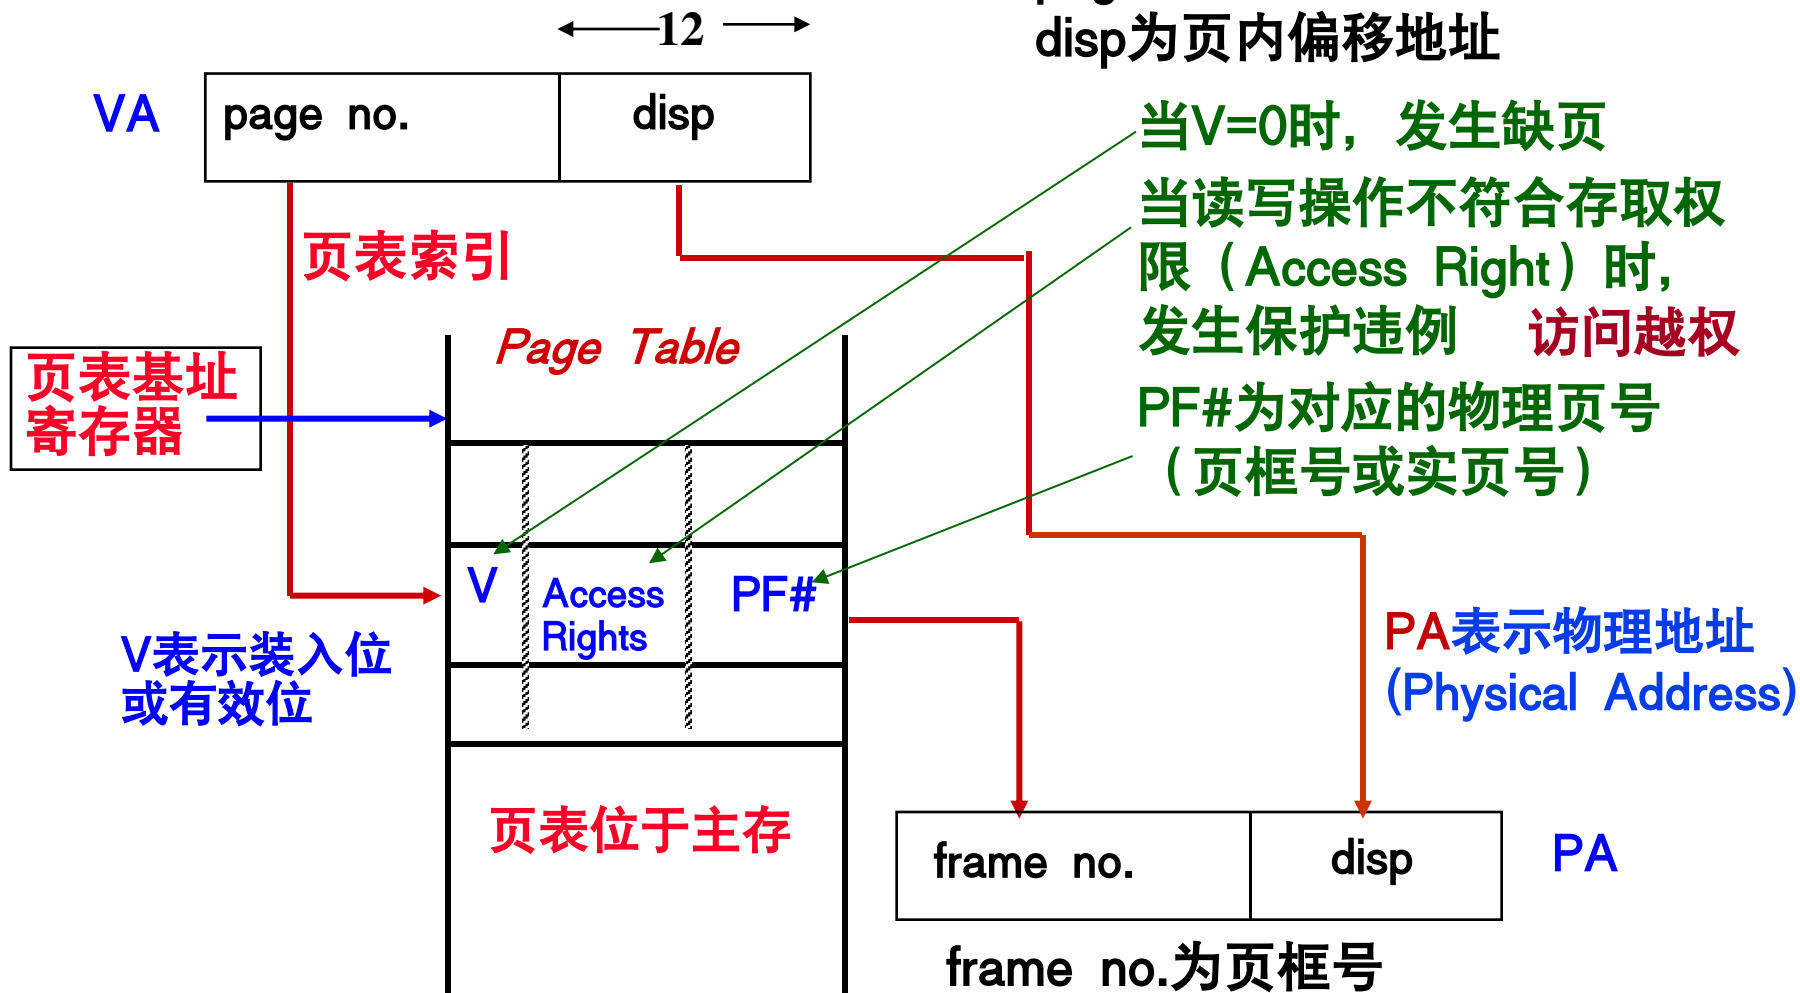 12
disp为页内偏移地址
VA
page no.
disp
当V=0时，发生缺页
当读写操作不符合存取权
限（Access Right）时，
发生保护违例 访问越权
页表索引
Page Table
页表基址
寄存器
PF#为对应的物理页号
（页框号或实页号）
V
Access
Rights
PF#
V表示装入位
或有效位
PA表示物理地址
(Physical Address)
页表位于主存
frame no.
disp
PA
frame no.为页框号